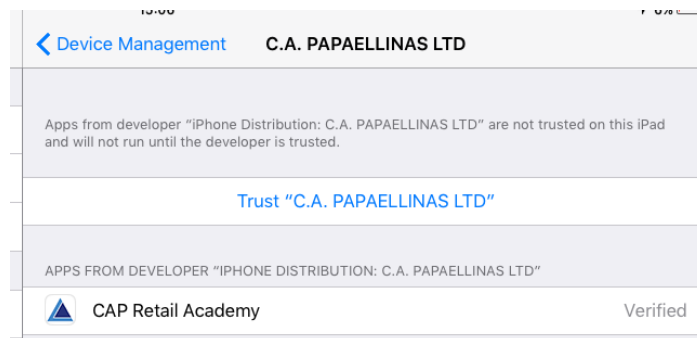 Device Management
C.A. PAPAELLINAS LTD
Apps from developer “iPhone Distribution: C.A. PAPAELLINAS LTD” are not trusted on this iPad
and will not run until the developer is trusted.
Trust “C.A. PAPAELLINAS LTD”
APPS FROM DEVELOPER “IPHONE DISTRIBUTION: C.A. PAPAELLINAS LTD”
CAP Retail Academy
Verified